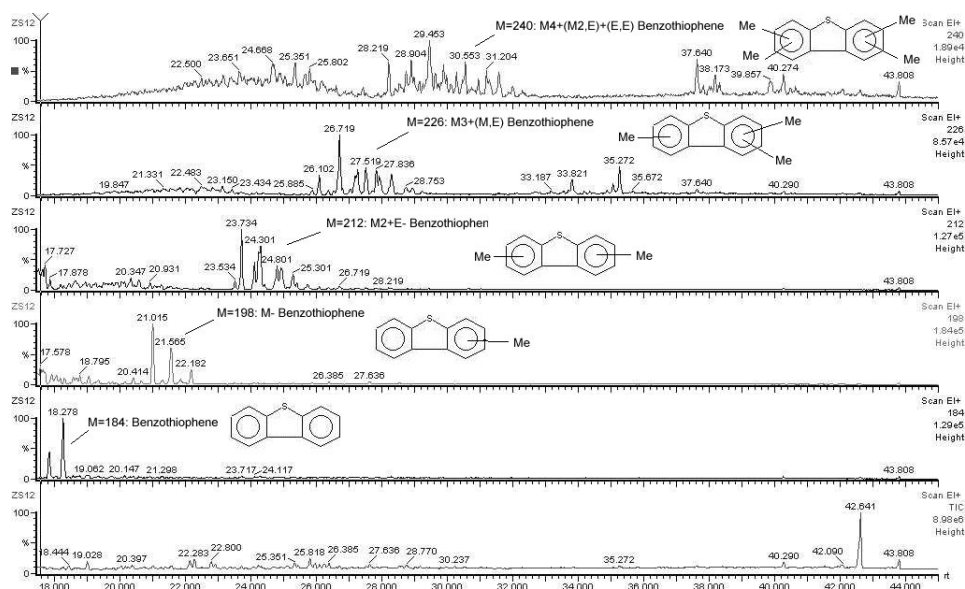 ZS12
M=240: M4+(M2,E)+(E,E) Benzothiophene
S
Me
Me
Me
Me
Scan EI+
240
1.89e4
Height
100
%
22.500
23.651
24.668
25.351
25.802
28.219
28.904
29.453
30.553
31.204
37.640
38.173
39.857
40.274
43.808
ZS12
M=226: M3+(M,E) Benzothiophene
S
Me
Me
Me
Scan EI+
226
8.57e4
Height
100
%
19.847
21.331
22.483
23.150
23.434
25.885
26.102
26.719
27.519
27.836
28.753
33.187
33.821
35.272
35.672
37.640
40.290
43.808
ZS12
M=212: M2+E- Benzothiophen
S
Me
Me
Scan EI+
212
1.27e5
Height
100
%
17.727
17.878
20.347
20.931
23.534
23.734
24.301
24.801
25.301
26.719
28.219
43.808
ZS12
M=198: M- Benzothiophene
S
Me
Scan EI+
198
1.84e5
Height
100
%
17.578
18.795
20.414
21.015
21.565
22.182
26.385
27.636
43.808
ZS12
M=184: Benzothiophene
S
Scan EI+
184
1.29e5
Height
100
%
18.278
19.062
20.147
21.298
23.717
24.117
43.808
ZS12
Scan EI+
TIC
8.98e6
Height
100
%
18.444
19.028
20.397
22.283
22.800
25.351
25.818
26.385
27.636
28.770
30.237
35.272
40.290
42.090
42.641
43.808
18.000 20.000 22.000 24.000 26.000 28.000 30.000 32.000 34.000 36.000 38.000 40.000 42.000 44.000
rt